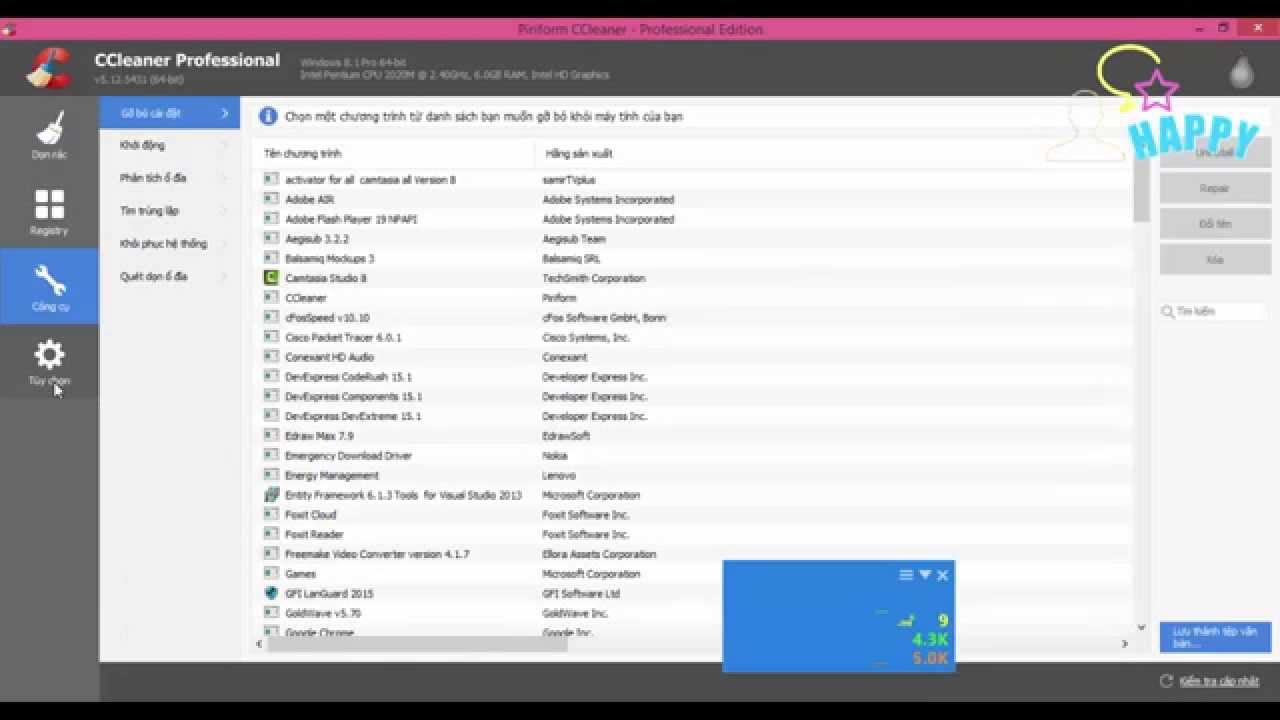 Piriform CCleaner - Professional Edition
CCleaner Professional
v5.12.5431 (64-bit)
Windows 8.1 Pro 64-bit
Intel Pentium CPU 2020M @ 2.40GHz, 6.0GB RAM, Intel HD Graphics
HAPPY
Dọn rác
Registry
Công cụ
Tùy chọn
Gỡ bỏ cài đặt
Khởi động
Phân tích ổ đĩa
Tìm trùng lặp
Khôi phục hệ thống
Quét dọn ổ đĩa
Chọn một chương trình từ danh sách bạn muốn gỡ bỏ khỏi máy tính của bạn
Tên chương trình Hãng sản xuất
activator for all camtasia all Version 8 samirTVplus
Adobe AIR Adobe Systems Incorporated
Adobe Flash Player 19 NPAPI Adobe Systems Incorporated
Aegisub 3.2.2 Aegisub Team
Balsamiq Mockups 3 Balsamiq SRL
Camtasia Studio 8 TechSmith Corporation
CCleaner Piriform
cFosSpeed v10.10 cFos Software GmbH, Bonn
Cisco Packet Tracer 6.0.1 Cisco Systems, Inc.
Conexant HD Audio Conexant
DevExpress CodeRush 15.1 Developer Express Inc.
DevExpress Components 15.1 Developer Express Inc.
DevExpress DevExtreme 15.1 Developer Express Inc.
Edraw Max 7.9 EdrawSoft
Emergency Download Driver Nokia
Energy Management Lenovo
Entity Framework 6.1.3 Tools for Visual Studio 2013 Microsoft Corporation
Foxit Cloud Foxit Software Inc.
Foxit Reader Foxit Software Inc.
Freemake Video Converter version 4.1.7 Ellora Assets Corporation
Games Microsoft Corporation
GFI LanGuard 2015 GFI Software Ltd
GoldWave v5.70 GoldWave Inc.
Google Chrome Google Inc.
Uninstall
Repair
Đổi tên
Xóa
Tìm kiếm
9
4.3K
5.0K
Lưu thành tệp văn
bản...
Kiểm tra cập nhật